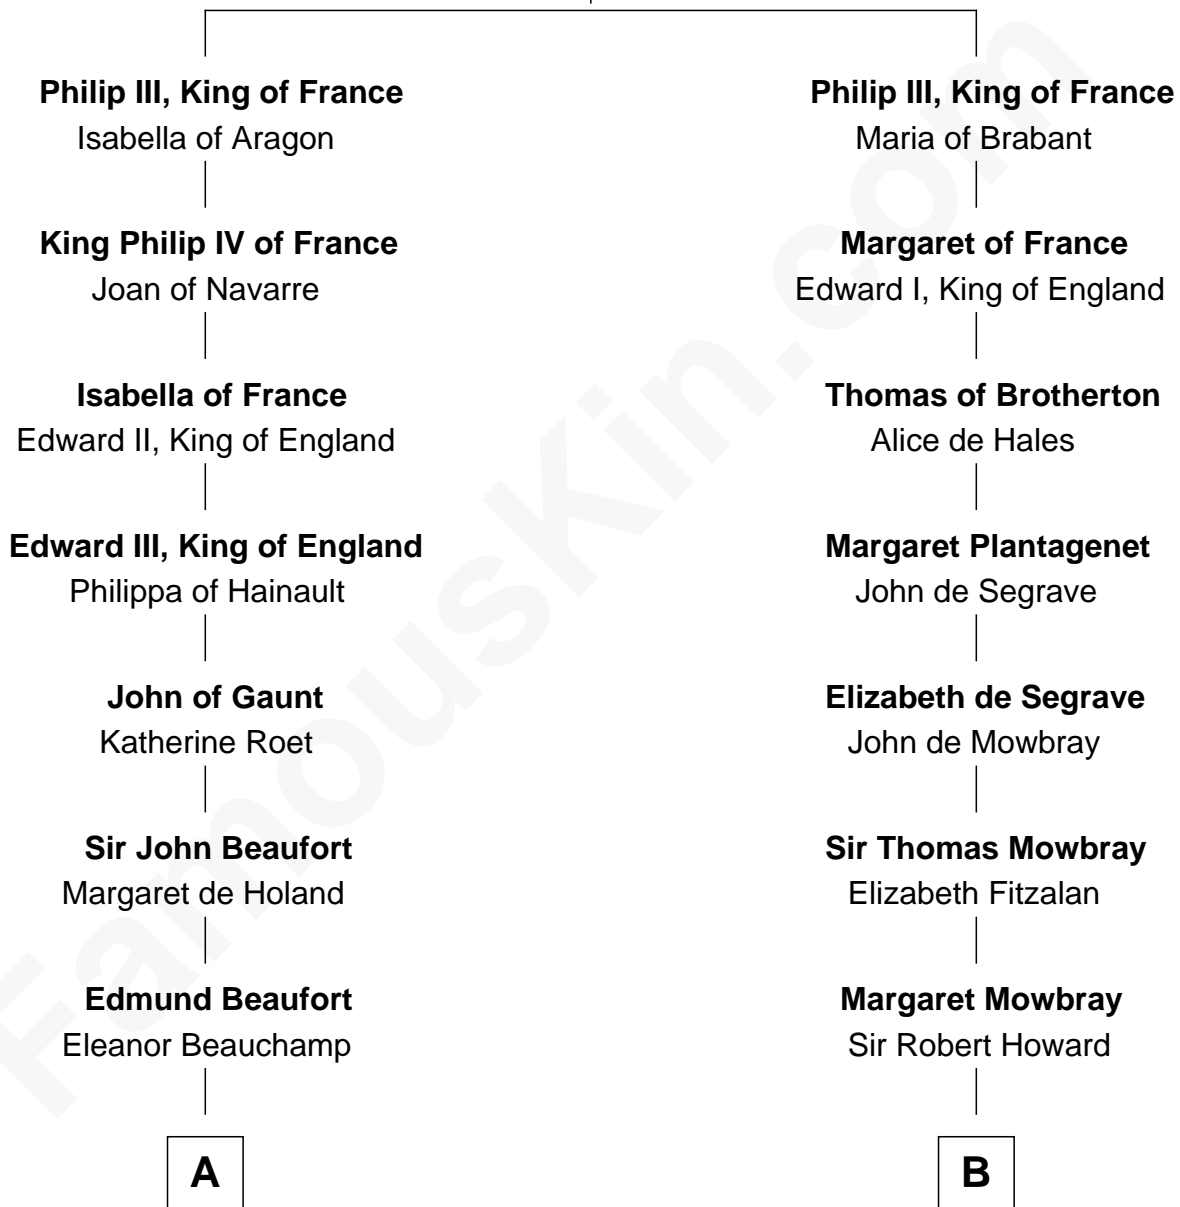 Philip III, King of France
Isabella of Aragon
King Philip IV of France
Joan of Navarre
Isabella of France
Edward II, King of England
Edward III, King of England
Philippa of Hainault
John of Gaunt
Katherine Roet
Sir John Beaufort
Margaret de Holand
Edmund Beaufort
Eleanor Beauchamp
A
Philip III, King of France
Maria of Brabant
Margaret of France
Edward I, King of England
Thomas of Brotherton
Alice de Hales
Margaret Plantagenet
John de Segrave
Elizabeth de Segrave
John de Mowbray
Sir Thomas Mowbray
Elizabeth Fitzalan
Margaret Mowbray
Sir Robert Howard
B
FamousKin.com